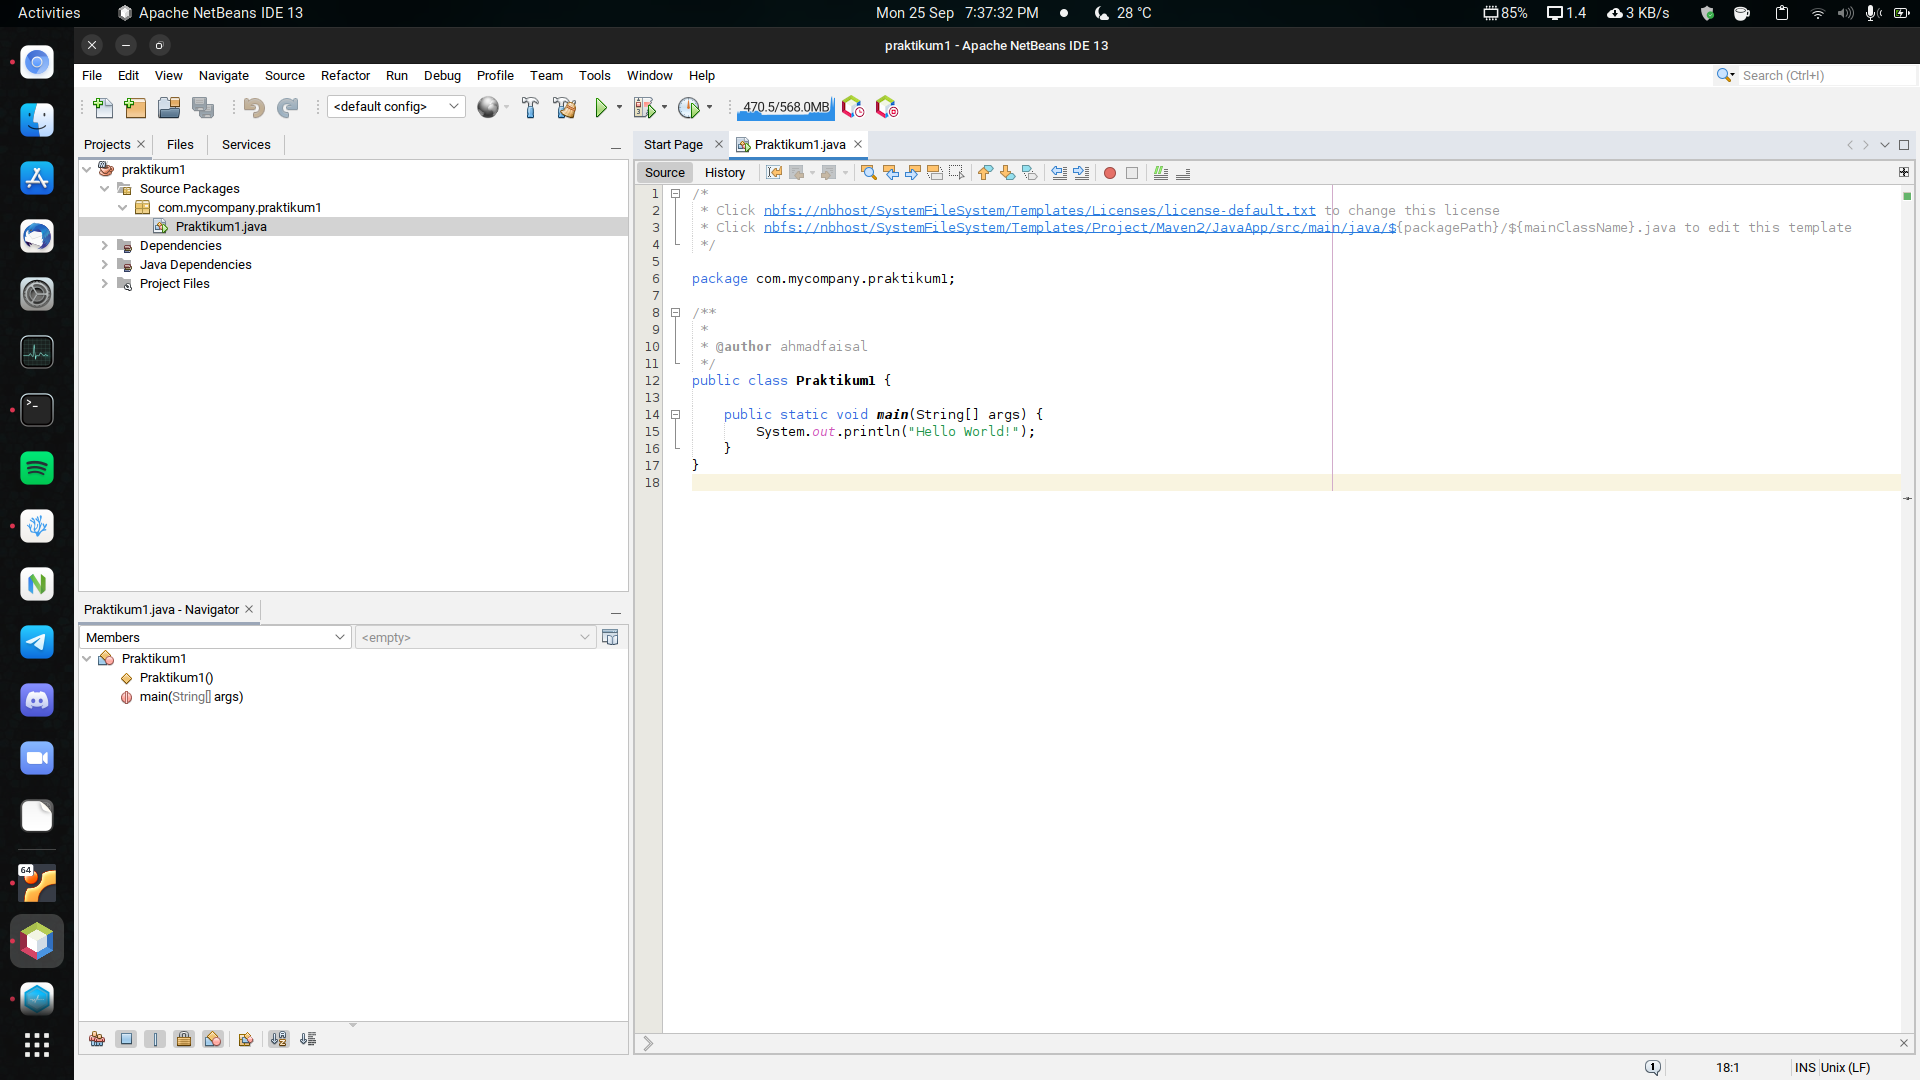 Activities Apache NetBeans IDE 13 Mon 25 Sep 7:37:32 PM 28 °C 85% 1.4 3 KB/s
praktikum1 - Apache NetBeans IDE 13
File Edit View Navigate Source Refactor Run Debug Profile Team Tools Window Help Search (Ctrl+I)
<default config> 470.5/568.0MB
Projects Files Services
praktikum1
Source Packages
com.mycompany.praktikum1
Praktikum1.java
Dependencies
Java Dependencies
Project Files
Praktikum1.java - Navigator
Members <empty>
Praktikum1
Praktikum1()
main(String[] args)
64
Start Page Praktikum1.java
Source History
1 /*
2 * Click nbfs://nbhost/SystemFileSystem/Templates/Licenses/license-default.txt to change this license
3 * Click nbfs://nbhost/SystemFileSystem/Templates/Project/Maven2/JavaApp/src/main/java/${packagePath}/${mainClassName}.java to edit this template
4 */
5
6 package com.mycompany.praktikum1;
7
8 /**
9 *
10 * @author ahmadfaisal
11 */
12 public class Praktikum1 {
13
14 public static void main(String[] args) {
15 System.out.println("Hello World!");
16 }
17 }
18
1 18:1 INS Unix (LF)